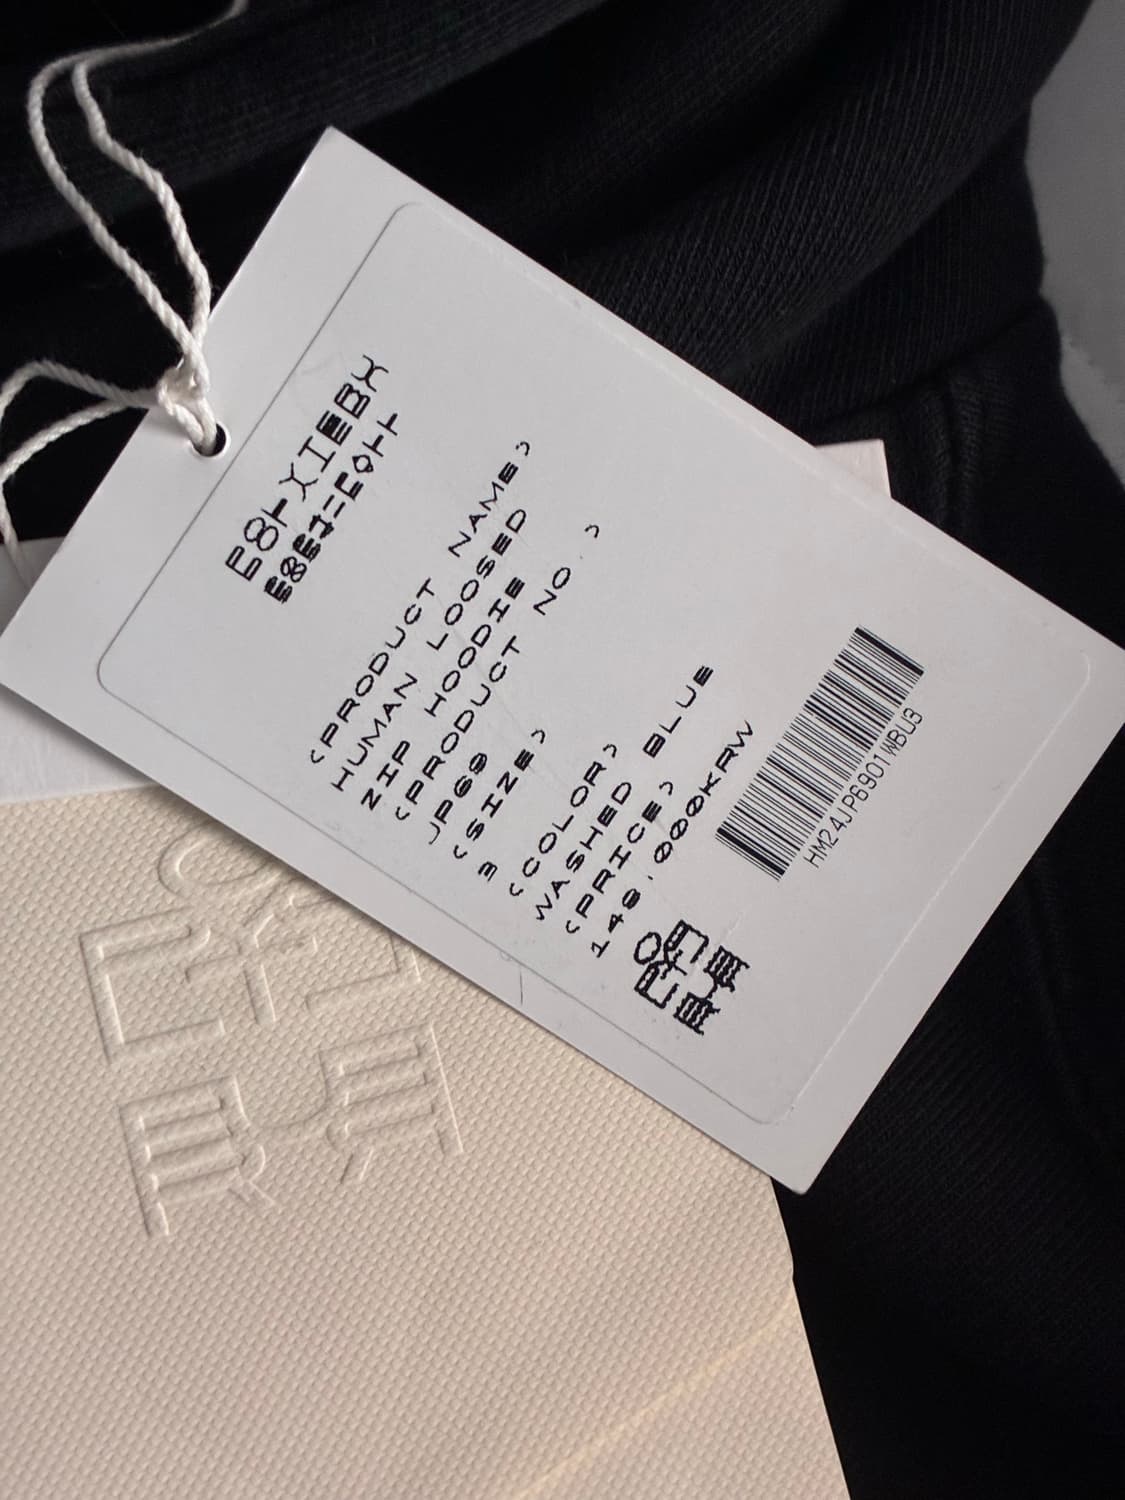 (PRODUCT NAME)
HUMAN LOOSED
ZIP HOODIE
(PRODUCT NO.)
JP69
(SIZE)
3
(COLOR)
WASHED BLUE
(PRICE)
149.000KRW
HM24JP6901WBU3